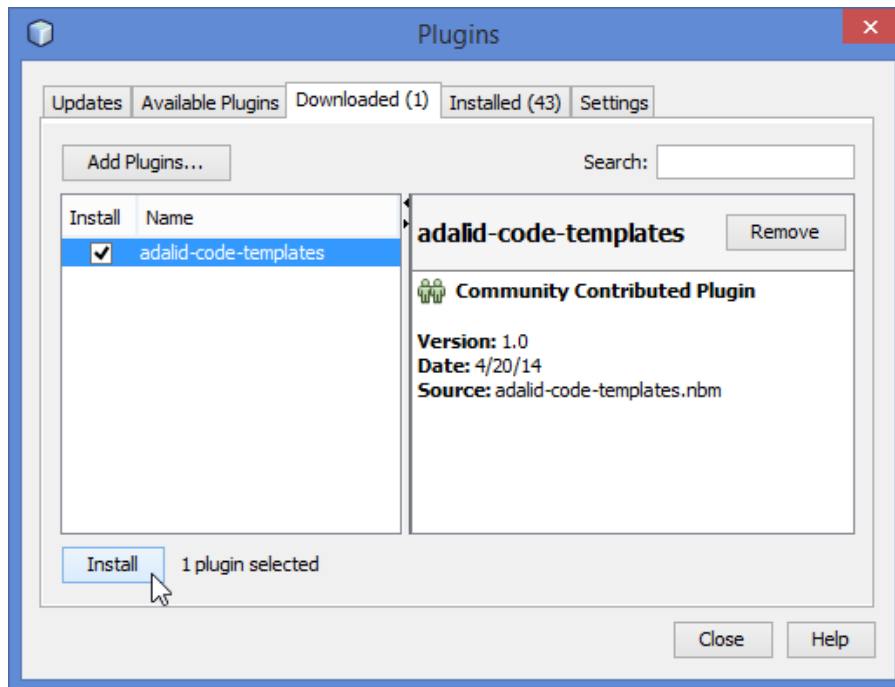 Plugins
Updates Available Plugins Downloaded (1) Installed (43) Settings
Add Plugins... Search:
Install Name
adalid-code-templates
adalid-code-templates Remove
Community Contributed Plugin
Version: 1.0
Date: 4/20/14
Source: adalid-code-templates.nbm
Install 1 plugin selected
Close Help